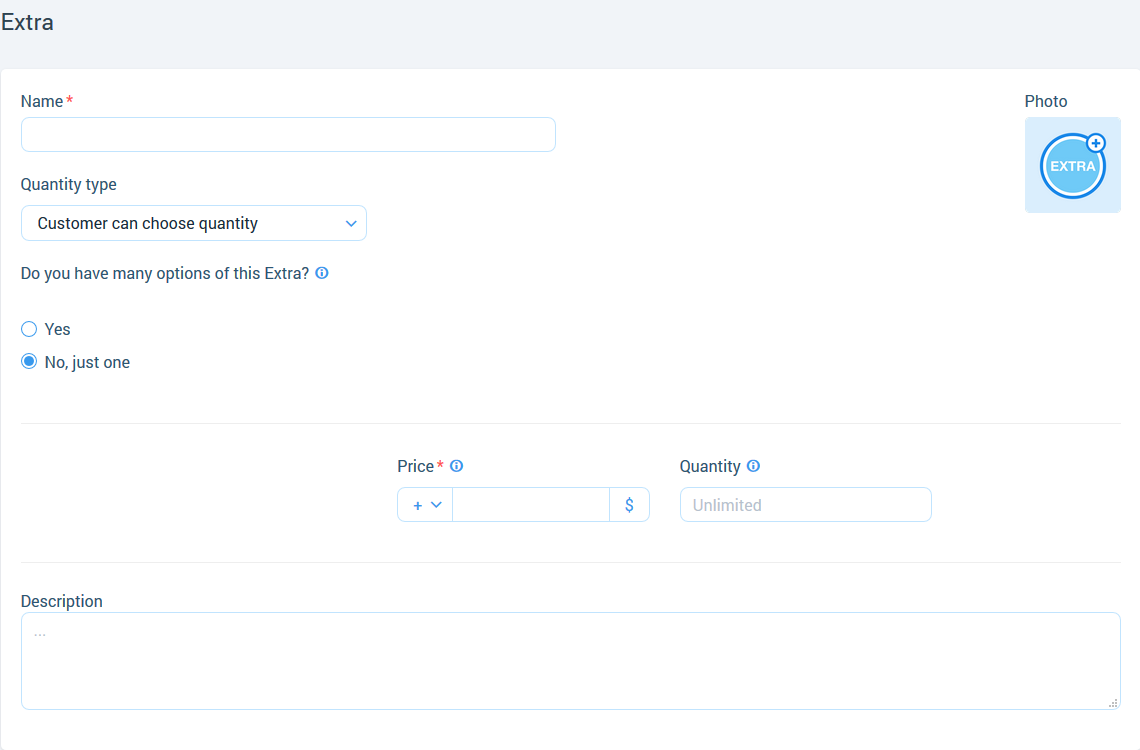 Extra
Name *
Photo
EXTRA
Quantity type
Customer can choose quantity
Do you have many options of this Extra?
Yes
No, just one
Price *
Quantity
+
$
Unlimited
Description
...